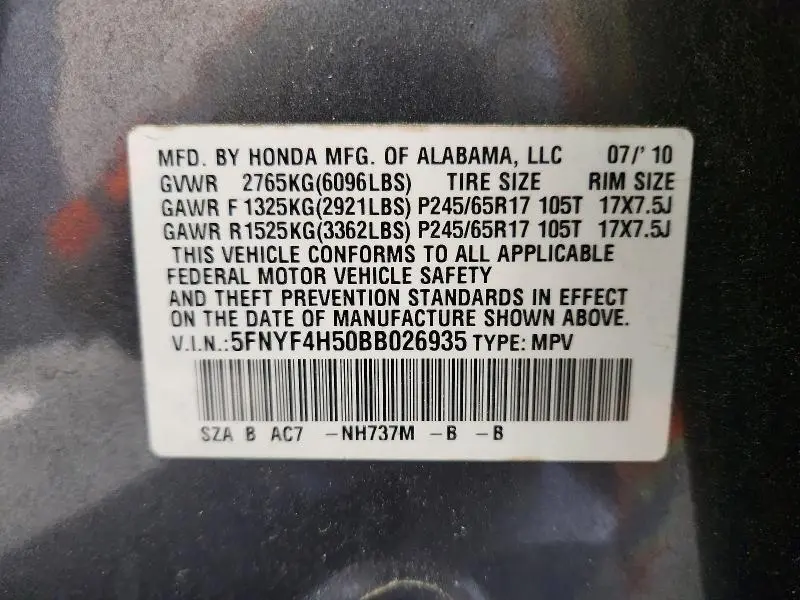 MFD. BY HONDA MFG. OF ALABAMA, LLC 07/'10
GVWR 2765KG(6096LBS) TIRE SIZE RIM SIZE
GAWR F 1325KG(2921LBS) P245/65R17 105T 17X7.5J
GAWR R 1525KG(3362LBS) P245/65R17 105T 17X7.5J
THIS VEHICLE CONFORMS TO ALL APPLICABLE
FEDERAL MOTOR VEHICLE SAFETY
AND THEFT PREVENTION STANDARDS IN EFFECT
ON THE DATE OF MANUFACTURE SHOWN ABOVE.
V.I.N.:5FNYF4H50BB026935 TYPE: MPV
SZA B AC7 -NH737M -B -B